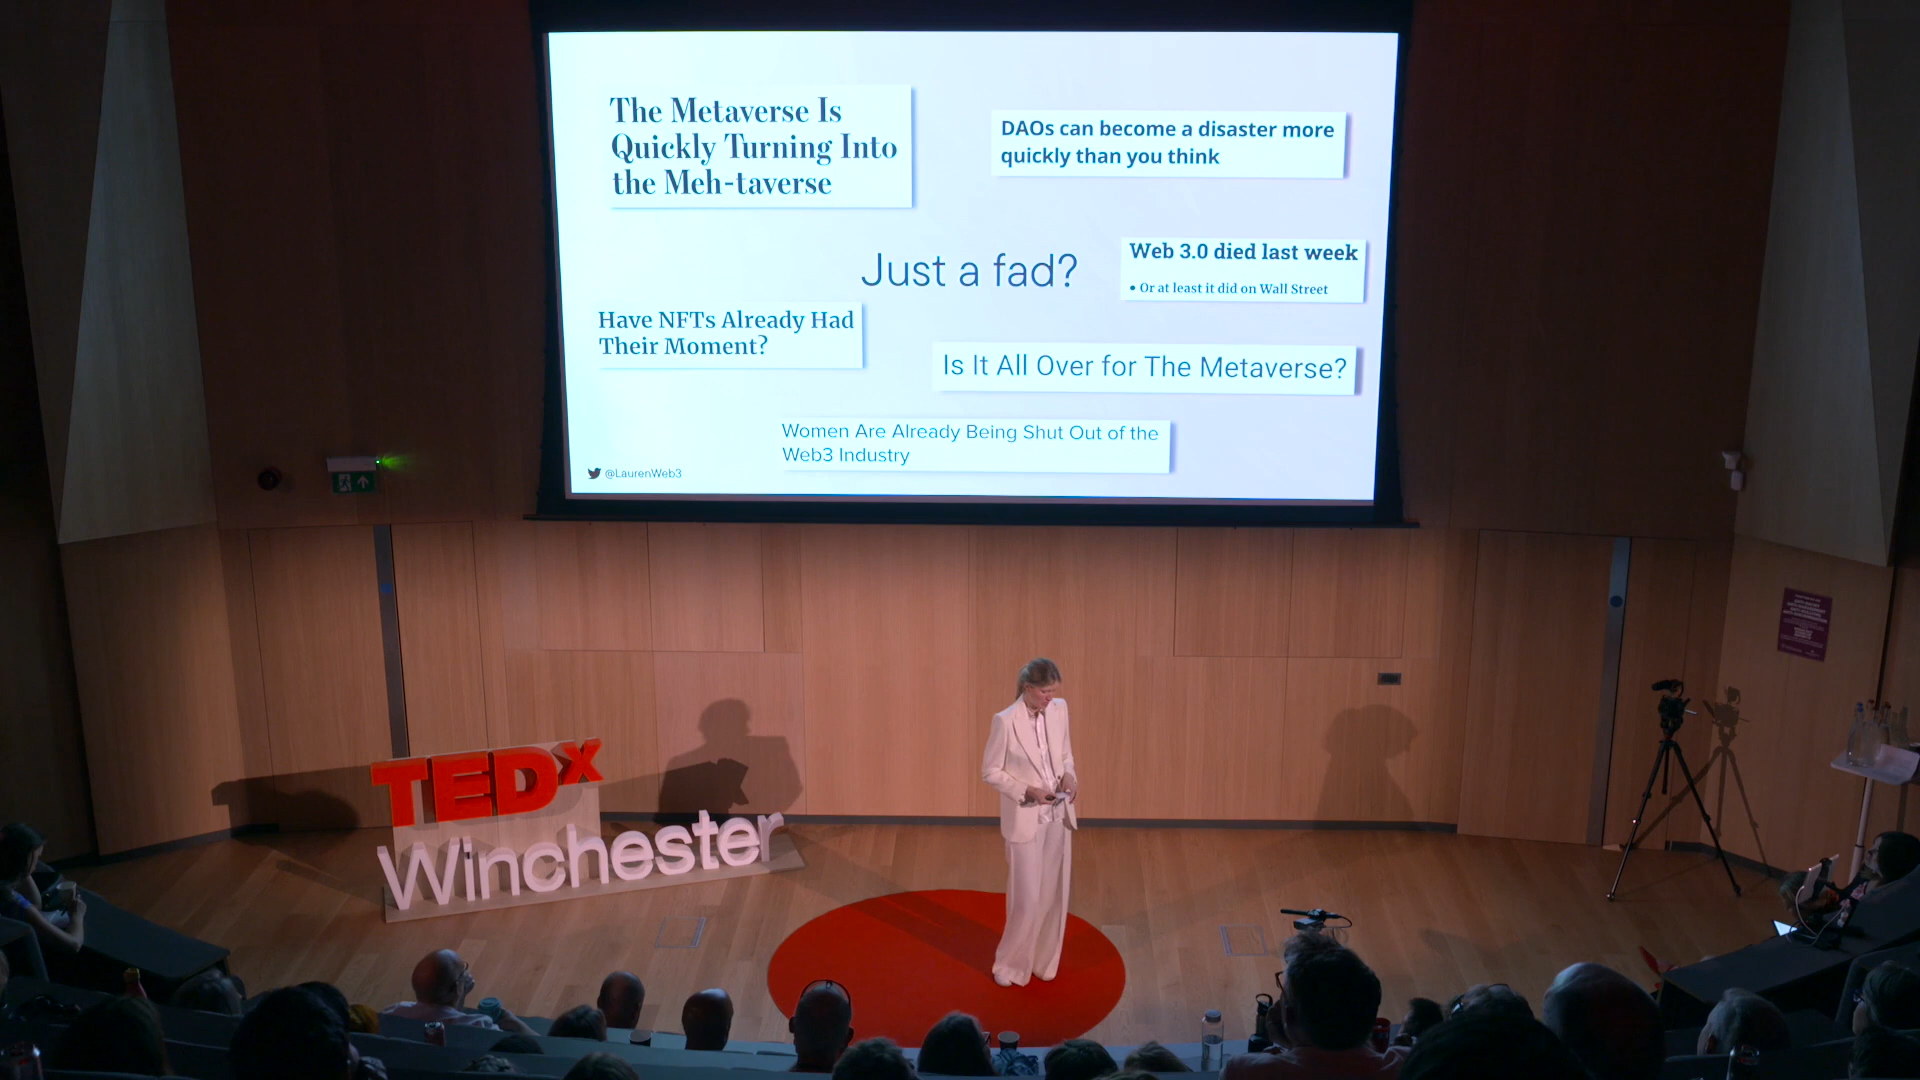 The Metaverse Is
Quickly Turning Into
the Meh-taverse
DAOs can become a disaster more
quickly than you think
Just a fad?
Web 3.0 died last week
• Or at least it did on Wall Street
Have NFTs Already Had
Their Moment?
Is It All Over for The Metaverse?
Women Are Already Being Shut Out of the
Web3 Industry
@LaurenWeb3
TEDx
Winchester